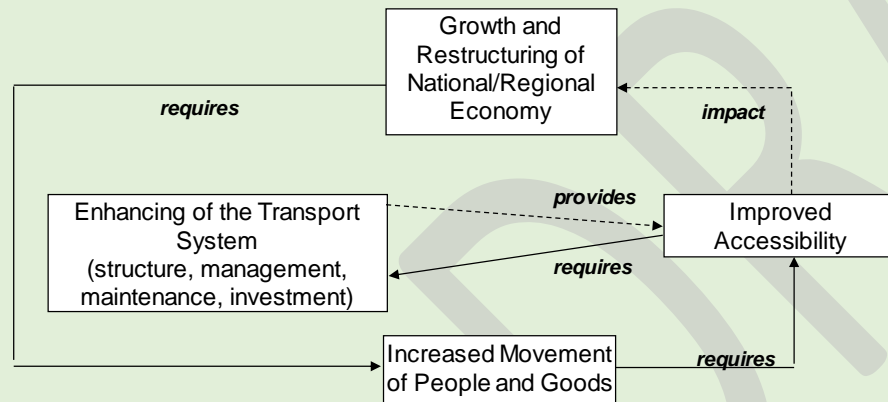 Growth and
Restructuring of
National/Regional
Economy
requires
impact
Enhancing of the Transport
System
(structure, management,
maintenance, investment)
provides
requires
Improved
Accessibility
Increased Movement
of People and Goods
requires